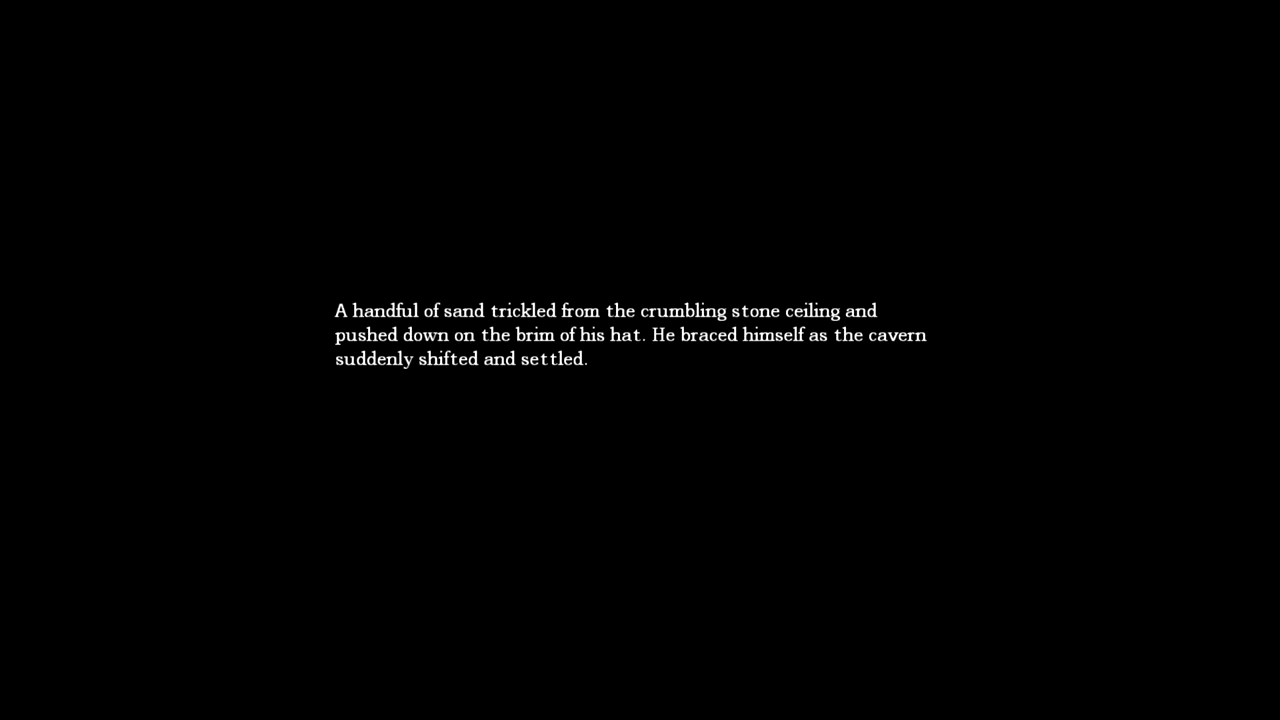 A handful of sand trickled from the crumbling stone ceiling and
pushed down on the brim of his hat. He braced himself as the cavern
suddenly shifted and settled.